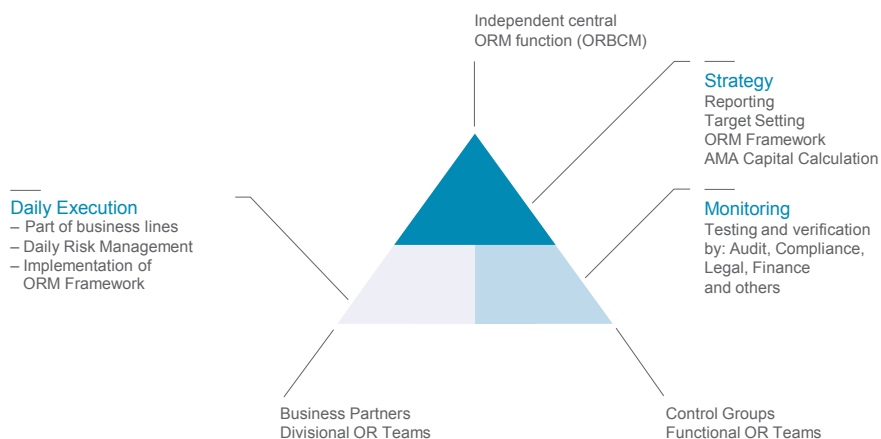 Independent central
ORM function (ORBCM)
Strategy
Reporting
Target Setting
ORM Framework
AMA Capital Calculation
Daily Execution
– Part of business lines
– Daily Risk Management
– Implementation of
ORM Framework
Monitoring
Testing and verification
by: Audit, Compliance,
Legal, Finance
and others
Business Partners
Divisional OR Teams
Control Groups
Functional OR Teams